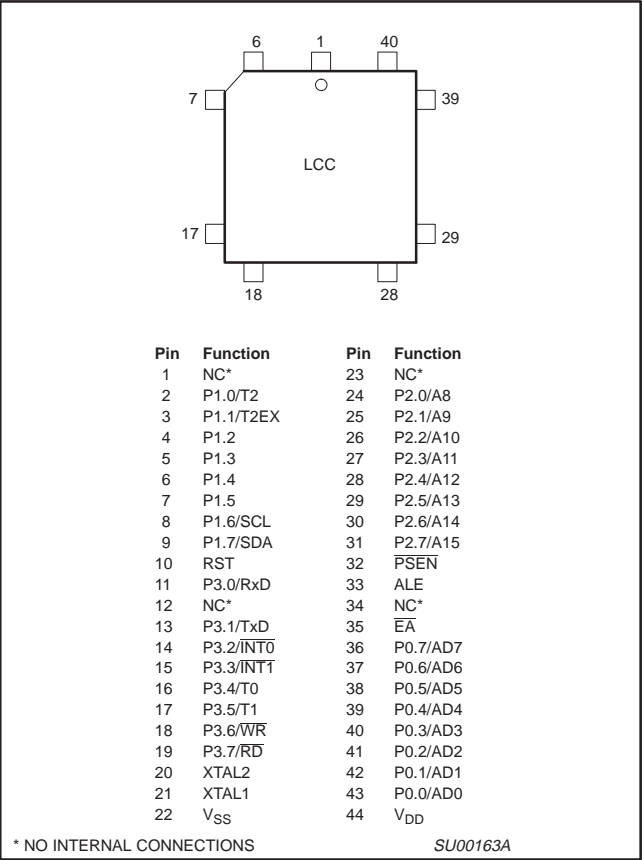 6 1 40
7 39
LCC
17 29
18 28
Pin Function Pin Function
1 NC* 23 NC*
2 P1.0/T2 24 P2.0/A8
3 P1.1/T2EX 25 P2.1/A9
4 P1.2 26 P2.2/A10
5 P1.3 27 P2.3/A11
6 P1.4 28 P2.4/A12
7 P1.5 29 P2.5/A13
8 P1.6/SCL 30 P2.6/A14
9 P1.7/SDA 31 P2.7/A15
10 RST 32 P̅S̅E̅N̅
11 P3.0/RxD 33 ALE
12 NC* 34 NC*
13 P3.1/TxD 35 E̅A̅
14 P3.2/I̅N̅T̅0̅ 36 P0.7/AD7
15 P3.3/I̅N̅T̅1̅ 37 P0.6/AD6
16 P3.4/T0 38 P0.5/AD5
17 P3.5/T1 39 P0.4/AD4
18 P3.6/W̅R̅ 40 P0.3/AD3
19 P3.7/R̅D̅ 41 P0.2/AD2
20 XTAL2 42 P0.1/AD1
21 XTAL1 43 P0.0/AD0
22 VSS 44 VDD
* NO INTERNAL CONNECTIONS SU00163A